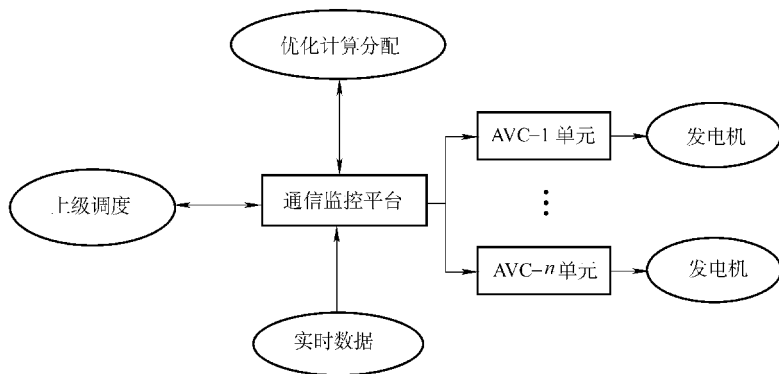 优化计算分配
AVC-1 单元
发电机
上级调度
通信监控平台
AVC-n 单元
发电机
实时数据